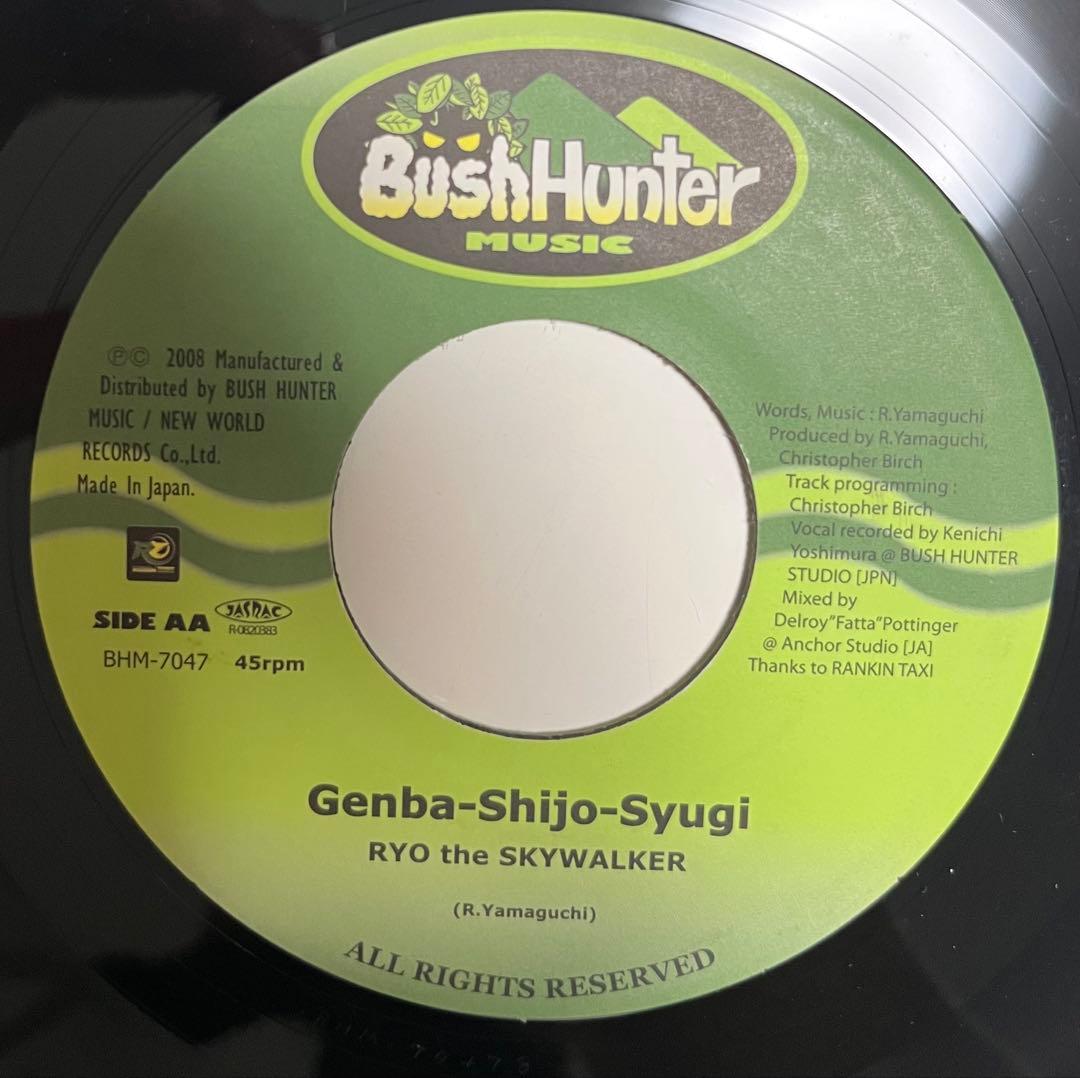 BushHunter
MUSIC
℗© 2008 Manufactured &
Distributed by BUSH HUNTER
MUSIC / NEW WORLD
RECORDS Co.,Ltd.
Made In Japan.
SIDE AA
JASRAC
R-0820383
BHM-7047 45rpm
Words, Music : R.Yamaguchi
Produced by R.Yamaguchi,
Christopher Birch
Track programming :
Christopher Birch
Vocal recorded by Kenichi
Yoshimura @ BUSH HUNTER
STUDIO [JPN]
Mixed by
Delroy"Fatta"Pottinger
@ Anchor Studio [JA]
Thanks to RANKIN TAXI
Genba-Shijo-Syugi
RYO the SKYWALKER
(R.Yamaguchi)
ALL RIGHTS RESERVED